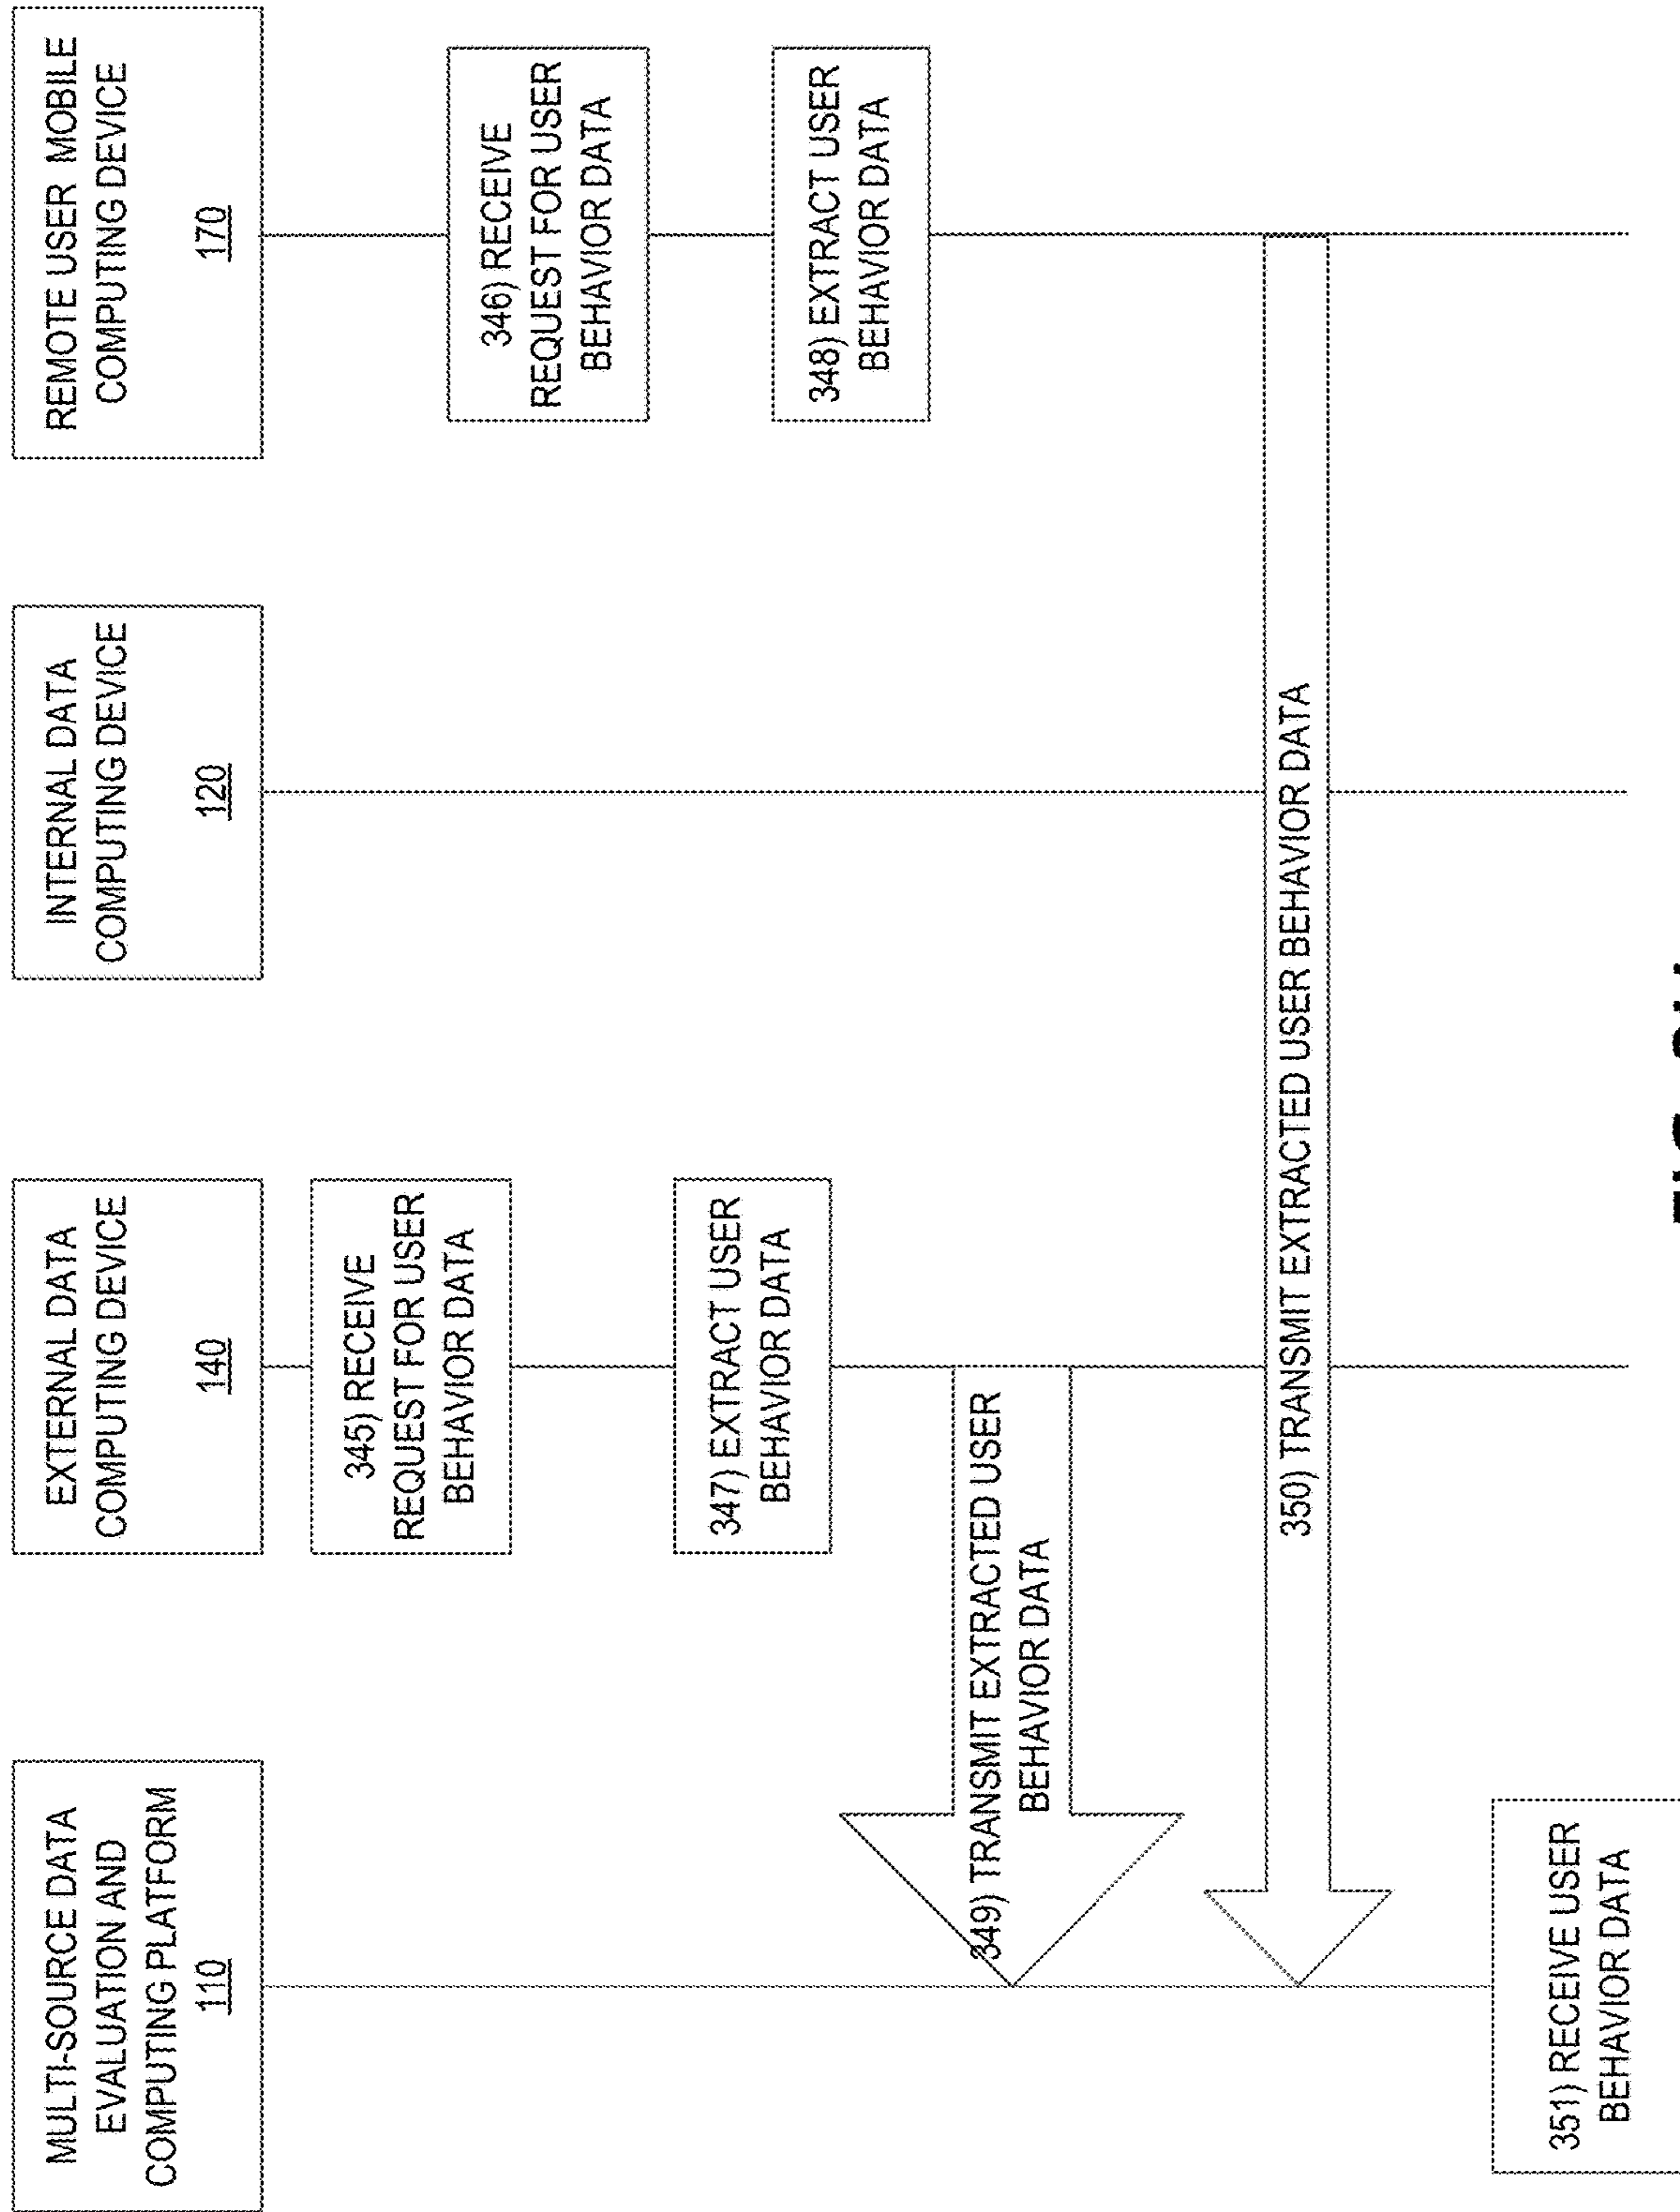 MULTI-SOURCE DATA
EVALUATION AND
COMPUTING PLATFORM
110
EXTERNAL DATA
COMPUTING DEVICE
140
INTERNAL DATA
COMPUTING DEVICE
120
REMOTE USER MOBILE
COMPUTING DEVICE
170
345) RECEIVE
REQUEST FOR USER
BEHAVIOR DATA
346) RECEIVE
REQUEST FOR USER
BEHAVIOR DATA
347) EXTRACT USER
BEHAVIOR DATA
348) EXTRACT USER
BEHAVIOR DATA
349) TRANSMIT EXTRACTED USER
BEHAVIOR DATA
350) TRANSMIT EXTRACTED USER BEHAVIOR DATA
351) RECEIVE USER
BEHAVIOR DATA